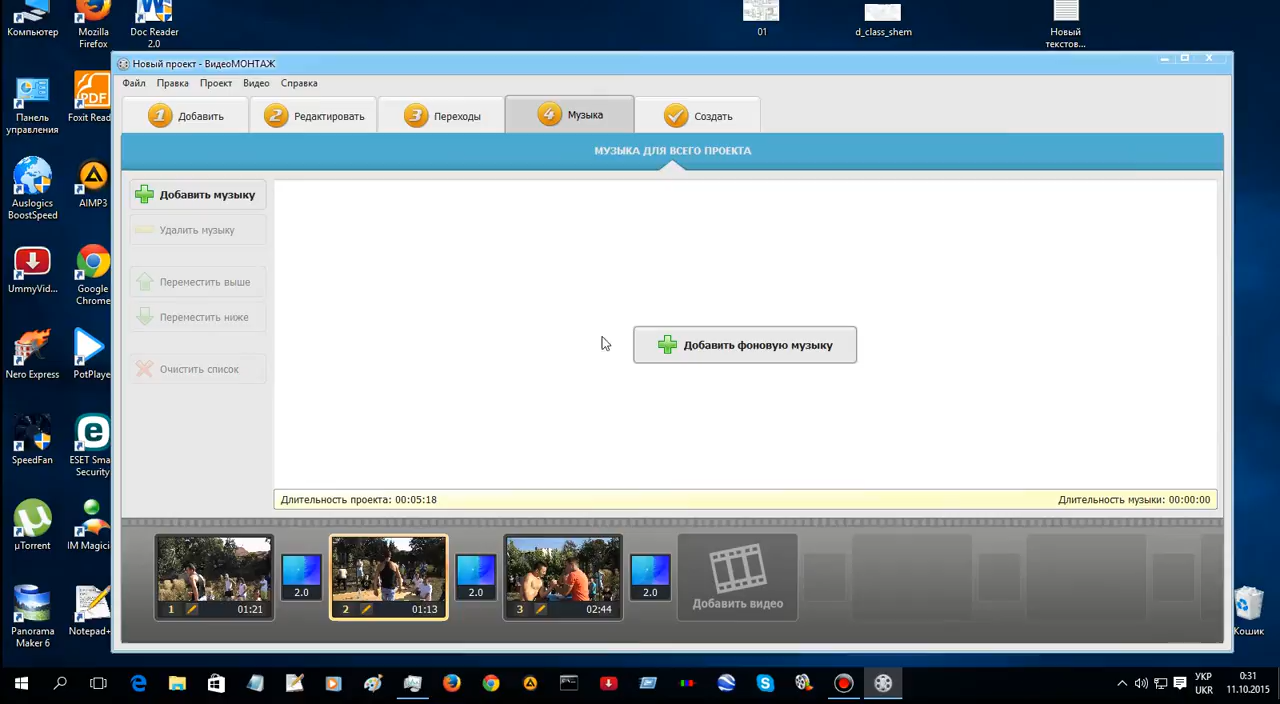 Компьютер
Mozilla
Firefox
Doc Reader
2.0
01
d_class_shem
Новый
текстов...
Новый проект - ВидеоМОНТАЖ
Файл Правка Проект Видео Справка
1 Добавить
2 Редактировать
3 Переходы
4 Музыка
Создать
МУЗЫКА ДЛЯ ВСЕГО ПРОЕКТА
Панель
управления
PDF
Foxit Read
Добавить музыку
Удалить музыку
Переместить выше
Переместить ниже
Очистить список
Добавить фоновую музыку
Auslogics
BoostSpeed
AIMP3
UmmyVid...
Google
Chrome
Nero Express
PotPlaye
SpeedFan
ESET Sma
Security
µTorrent
IM Magici
Panorama
Maker 6
Notepad+
Длительность проекта: 00:05:18
Длительность музыки: 00:00:00
1 01:21
2.0
2 01:13
2.0
3 02:44
2.0
Добавить видео
Кошик
УКР
UKR
0:31
11.10.2015